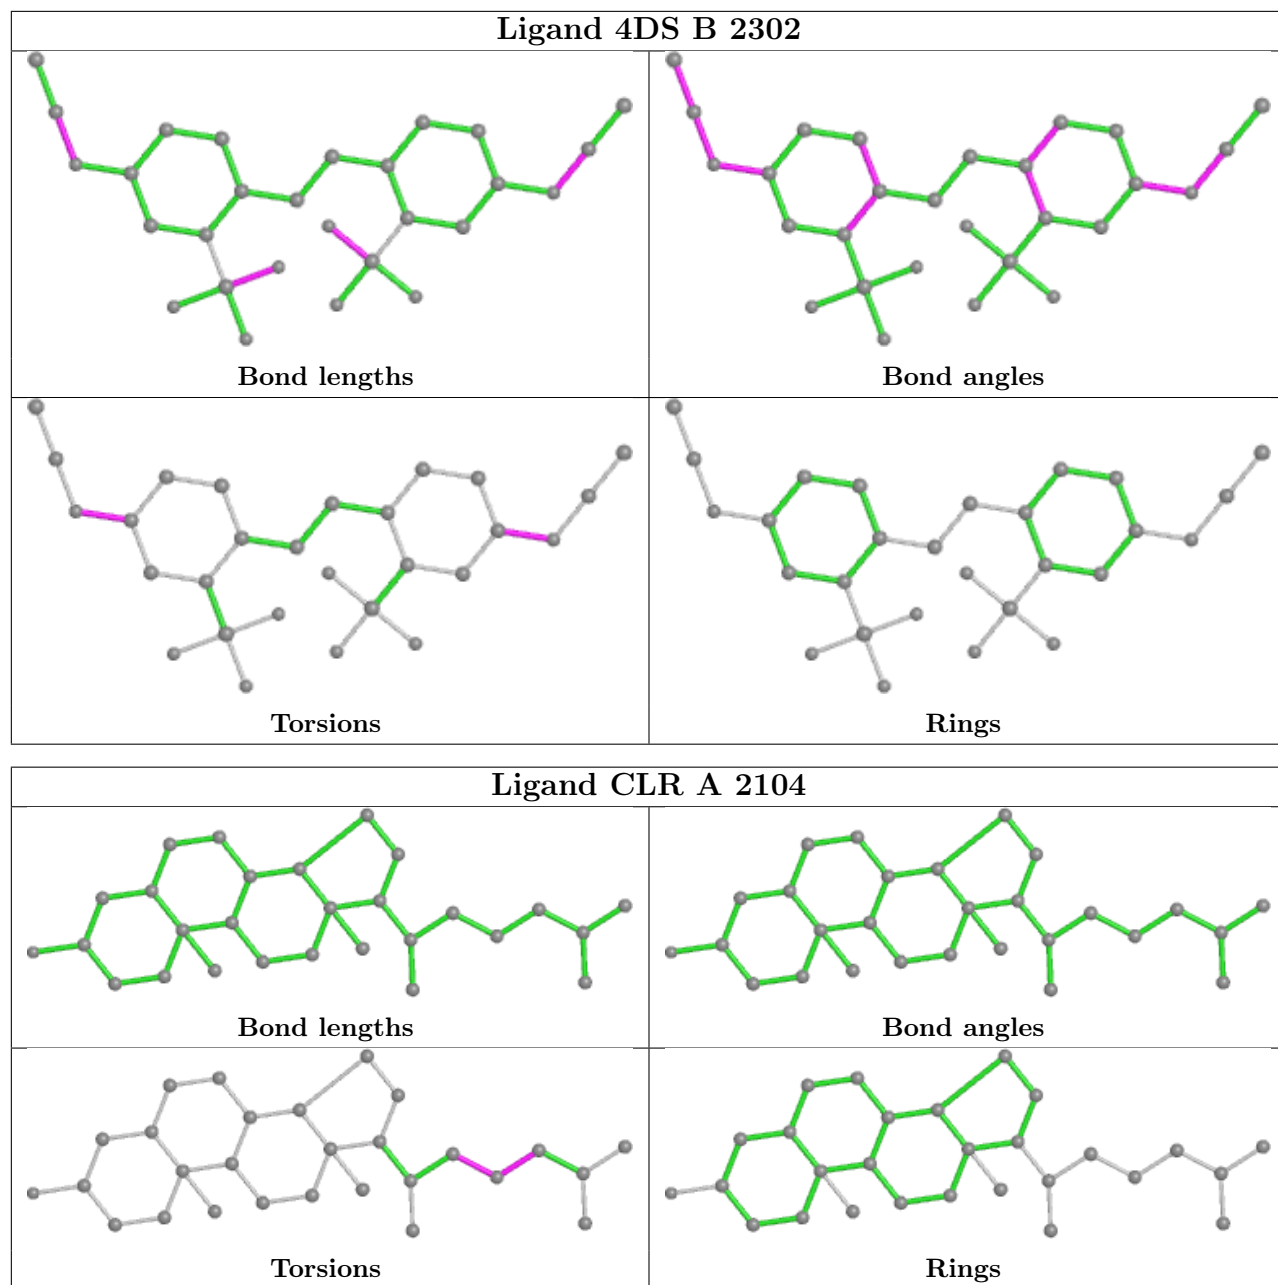 Ligand 4DS B 2302
Bond lengths
Bond angles
Torsions
Rings
Ligand CLR A 2104
Bond lengths
Bond angles
Torsions
Rings